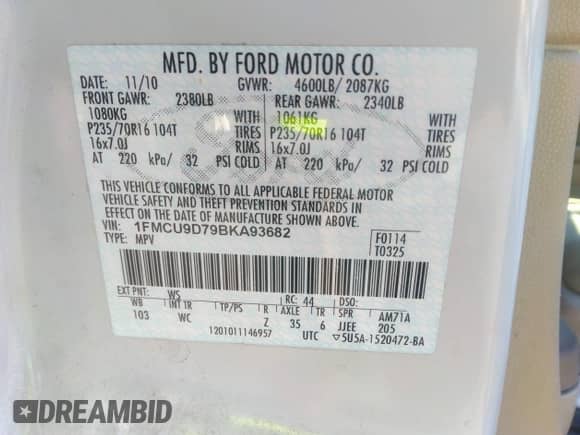 MFD. BY FORD MOTOR CO.
DATE: 11/10 GVWR: 4600LB/ 2087KG
FRONT GAWR: 2380LB REAR GAWR: 2340LB
1080KG WITH 1061KG WITH
P235/70R16 104T TIRES P235/70R16 104T TIRES
16x7.0J RIMS 16x7.0J RIMS
AT 220 kPa/ 32 PSI COLD AT 220 kPa/ 32 PSI COLD
THIS VEHICLE CONFORMS TO ALL APPLICABLE FEDERAL MOTOR
VEHICLE SAFETY AND THEFT PREVENTION STANDARDS IN
EFFECT ON THE DATE OF MANUFACTURE SHOWN ABOVE.
VIN: 1FMCU9D79BKA93682 F0114
TYPE: MPV T0325
EXT PNT: WS RC: 44 DSO:
WB INT TR TP/PS R AXLE TR SPR AM71A
103 WC Z 35 6 JJEE 205
1201011146957 UTC ▽5U5A-1520472-BA
DREAMBID